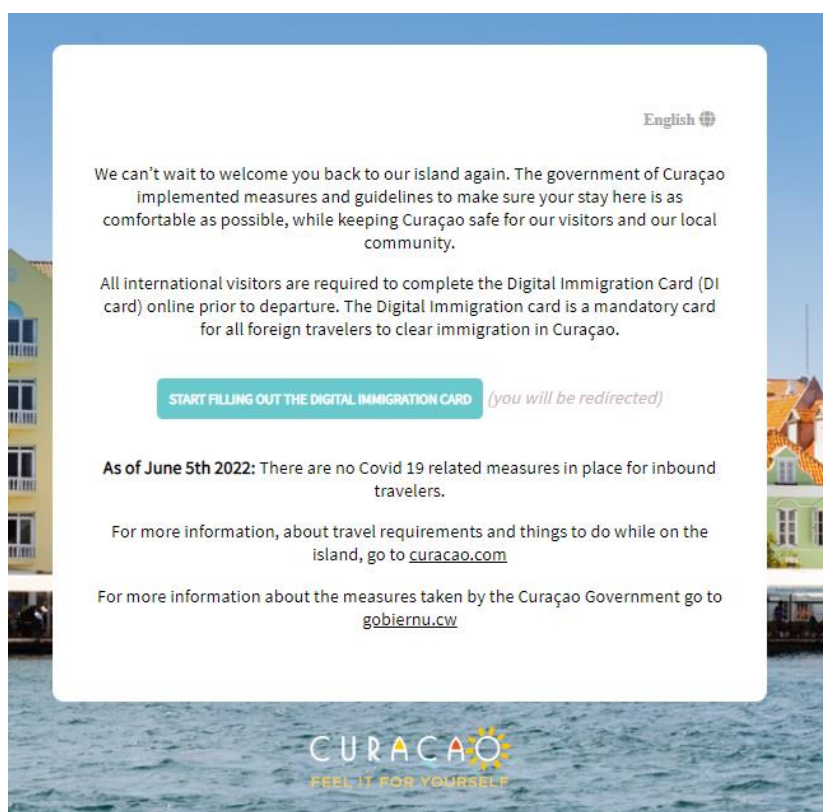 English
We can't wait to welcome you back to our island again. The government of Curaçao
implemented measures and guidelines to make sure your stay here is as
comfortable as possible, while keeping Curaçao safe for our visitors and our local
community.
All international visitors are required to complete the Digital Immigration Card (DI
card) online prior to departure. The Digital Immigration card is a mandatory card
for all foreign travelers to clear immigration in Curaçao.
START FILLING OUT THE DIGITAL IMMIGRATION CARD (you will be redirected)
As of June 5th 2022: There are no Covid 19 related measures in place for inbound
travelers.
For more information, about travel requirements and things to do while on the
island, go to curacao.com
For more information about the measures taken by the Curaçao Government go to
gobiernu.cw
CURACAO
FEEL IT FOR YOURSELF